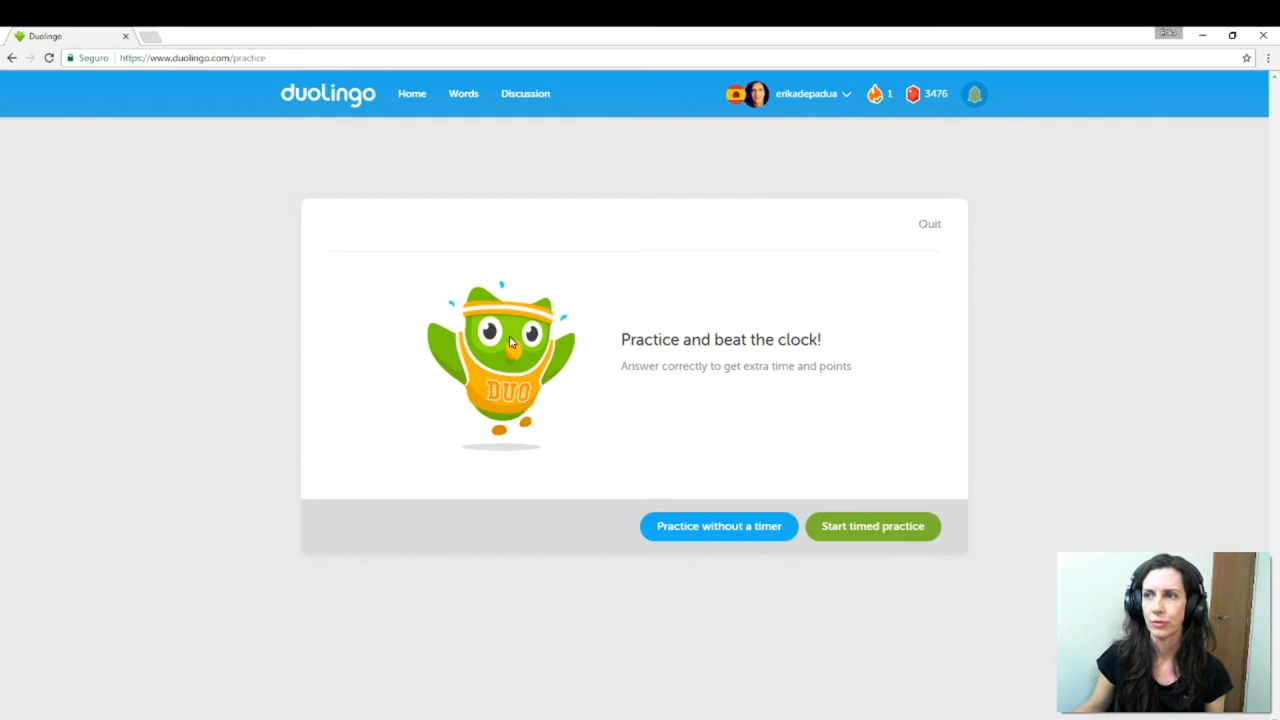 Duolingo
Erika
Seguro https://www.duolingo.com/practice
duolingo Home Words Discussion erikadepadua 1 3476
Quit
DUO
Practice and beat the clock!
Answer correctly to get extra time and points
Practice without a timer Start timed practice